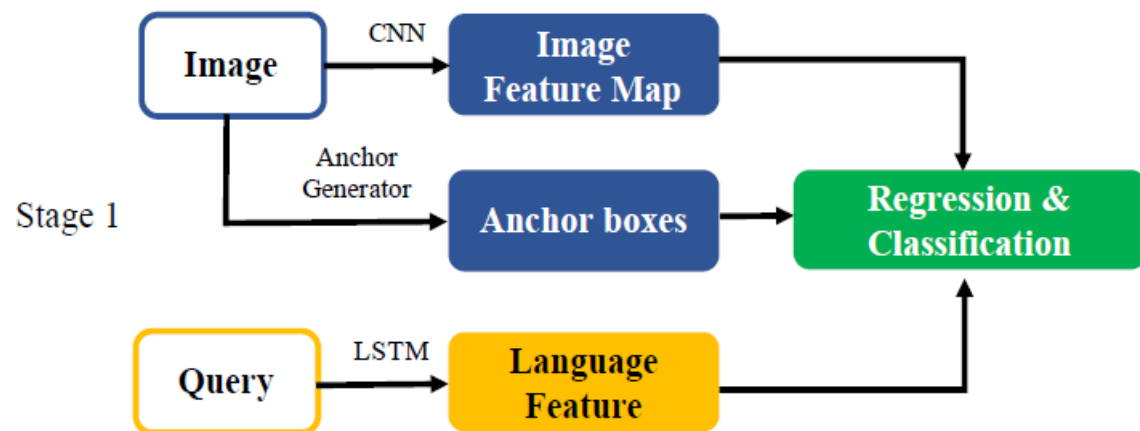 Image
CNN
Image
Feature Map
Anchor
Generator
Stage 1
Anchor boxes
Regression &
Classification
Query
LSTM
Language
Feature